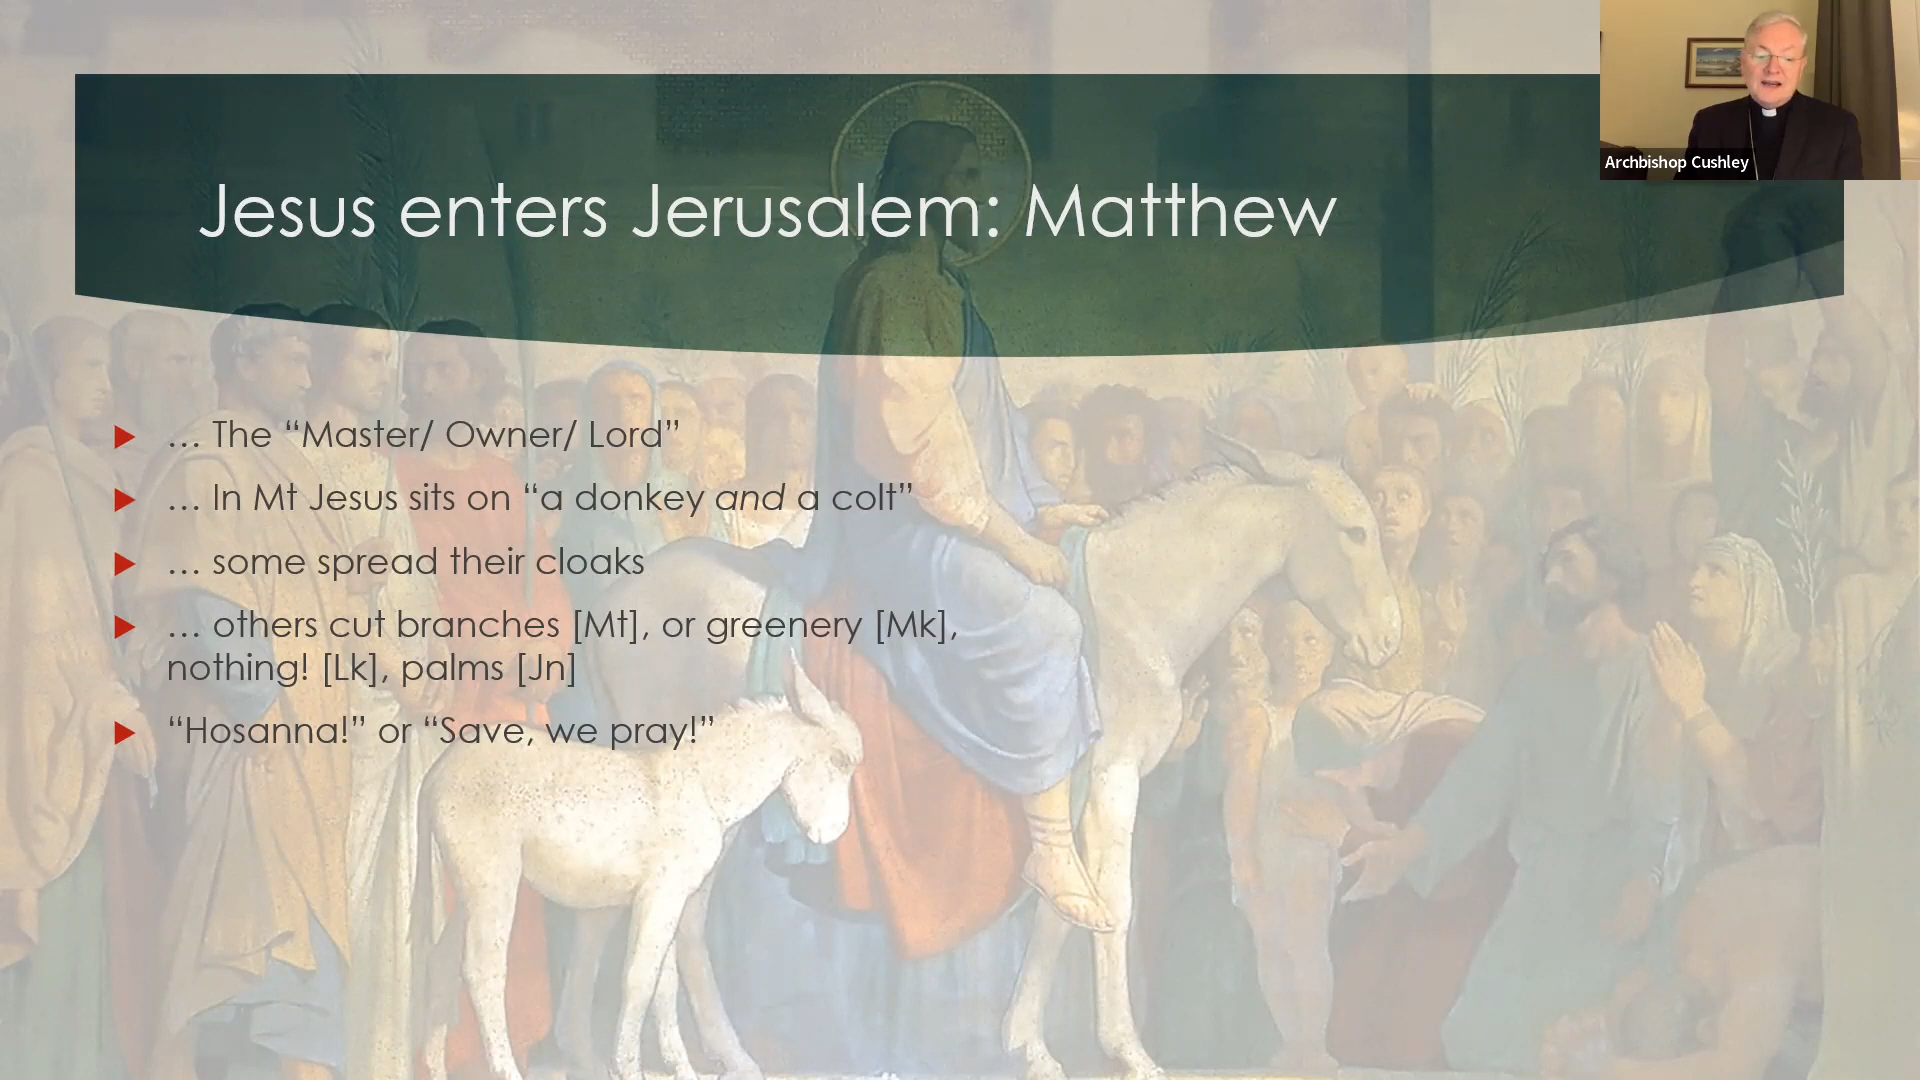 Archbishop Cushley
Jesus enters Jerusalem: Matthew
… The “Master/ Owner/ Lord”
… In Mt Jesus sits on “a donkey and a colt”
… some spread their cloaks
… others cut branches [Mt], or greenery [Mk],
nothing! [Lk], palms [Jn]
“Hosanna!” or “Save, we pray!”